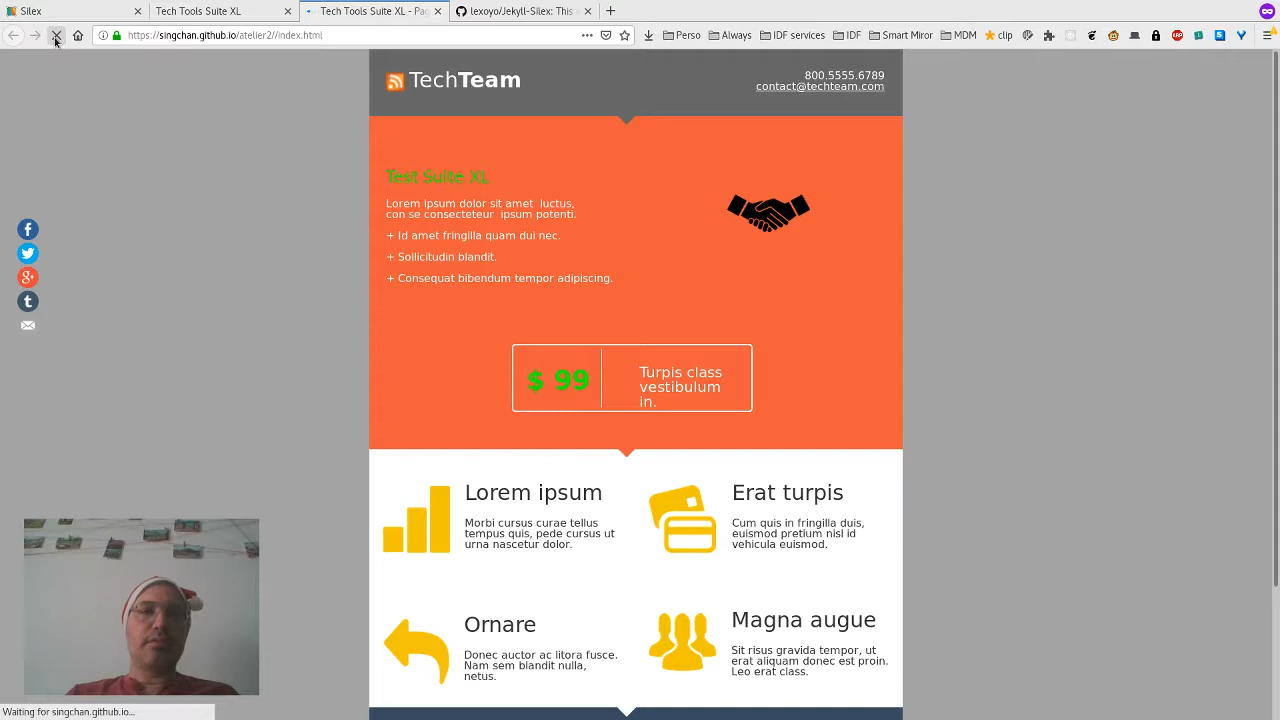 Silex
Tech Tools Suite XL
Tech Tools Suite XL - Pag
lexoyo/Jekyll-Silex: This w
https://singchan.github.io/atelier2//index.html
Perso
Always
IDF services
IDF
Smart Miror
MDM
clip
TechTeam
800.5555.6789
contact@techteam.com
Test Suite XL
Lorem ipsum dolor sit amet luctus,
con se consecteteur ipsum potenti.
+ Id amet fringilla quam dui nec.
+ Sollicitudin blandit.
+ Consequat bibendum tempor adipiscing.
$ 99
Turpis class
vestibulum
in.
Lorem ipsum
Morbi cursus curae tellus
tempus quis, pede cursus ut
urna nascetur dolor.
Erat turpis
Cum quis in fringilla duis,
euismod pretium nisl id
vehicula euismod.
Ornare
Donec auctor ac litora fusce.
Nam sem blandit nulla,
netus.
Magna augue
Sit risus gravida tempor, ut
erat aliquam donec est proin.
Leo erat class.
Waiting for singchan.github.io...